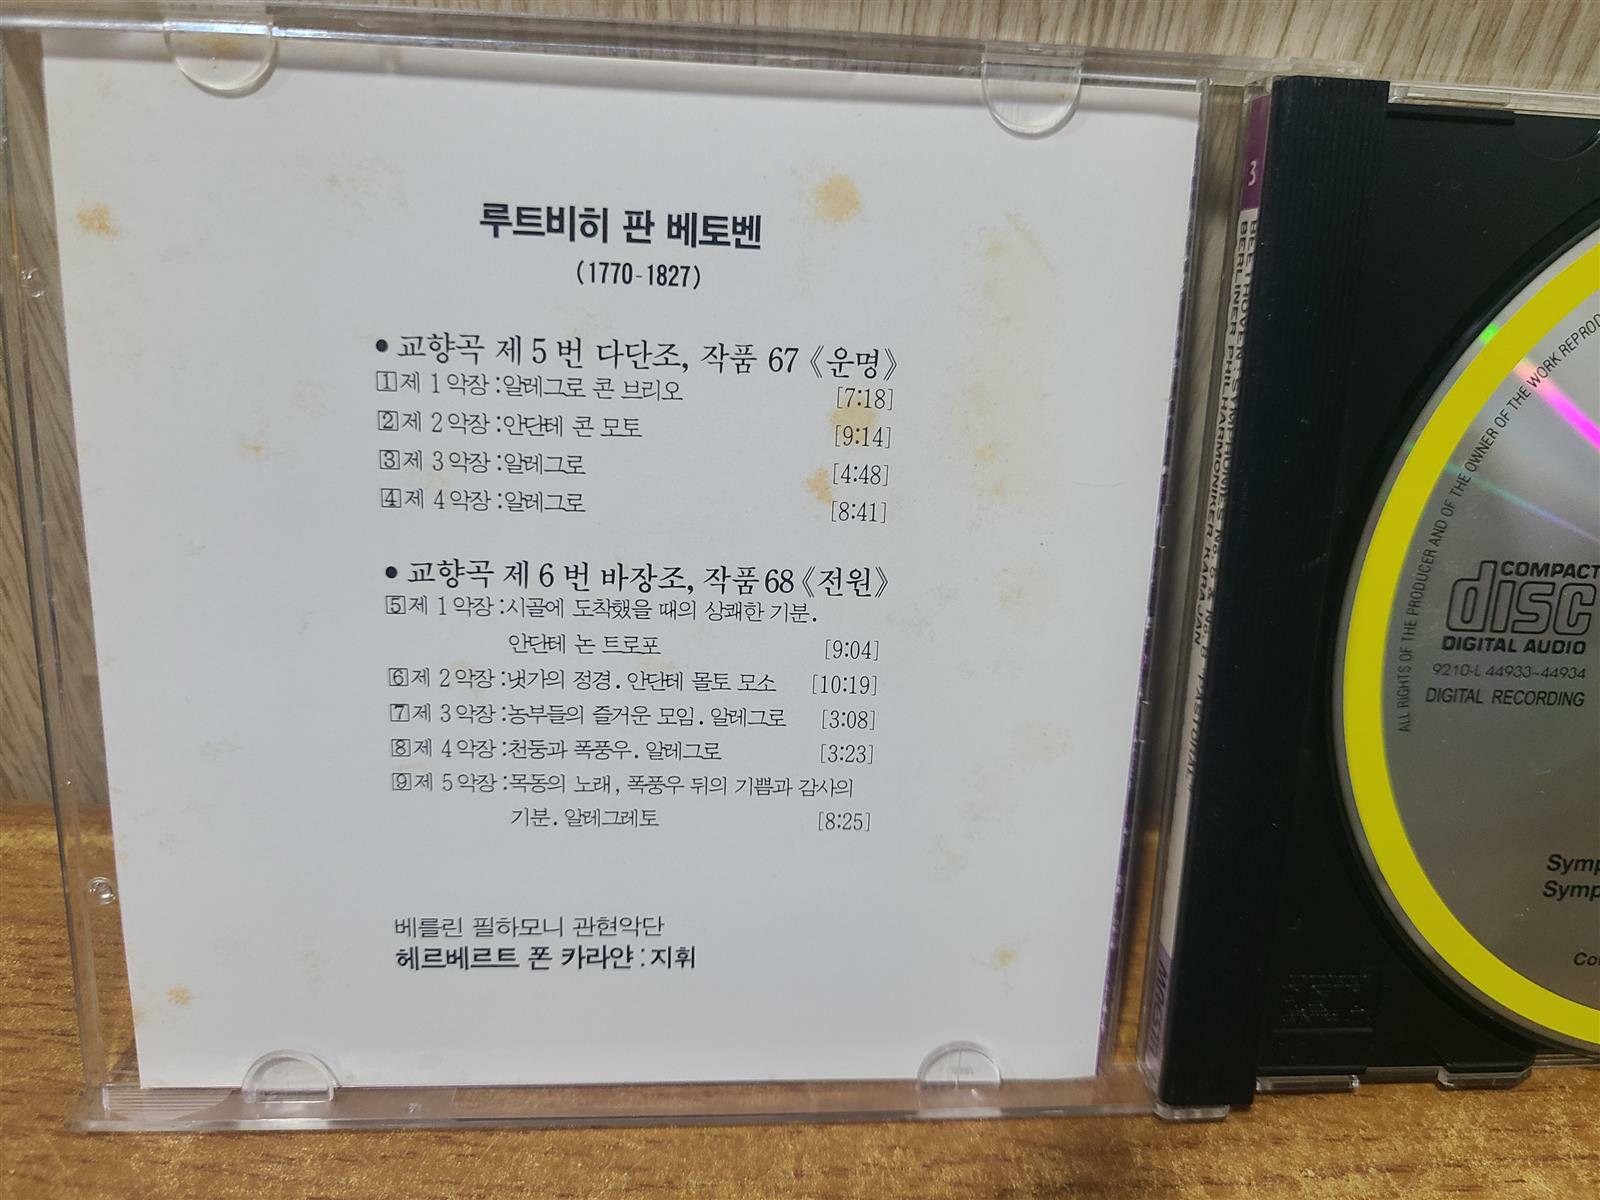 루트비히 판 베토벤
(1770-1827)
• 교향곡 제 5 번 다단조, 작품 67 《운명》
1 제 1 악장 : 알레그로 콘 브리오 [7:18]
2 제 2 악장 : 안단테 콘 모토 [9:14]
3 제 3 악장 : 알레그로 [4:48]
4 제 4 악장 : 알레그로 [8:41]
• 교향곡 제 6 번 바장조, 작품 68 《전원》
5 제 1 악장 : 시골에 도착했을 때의 상쾌한 기분.
안단테 논 트로포 [9:04]
6 제 2 악장 : 냇가의 정경. 안단테 몰토 모소 [10:19]
7 제 3 악장 : 농부들의 즐거운 모임. 알레그로 [3:08]
8 제 4 악장 : 천둥과 폭풍우. 알레그로 [3:23]
9 제 5 악장 : 목동의 노래, 폭풍우 뒤의 기쁨과 감사의
기분. 알레그레토 [8:25]
베를린 필하모니 관현악단
헤르베르트 폰 카라얀 : 지휘
3
BEETHOVEN : SYMPHONIES No. 5 & No. 6 "PASTORAL"
BERLINER PHILHARMONIKER KARAJAN
ALL RIGHTS OF THE PRODUCER AND OF THE OWNER OF THE WORK REPROD
COMPACT
disc
DIGITAL AUDIO
9210-L 44933~44934
DIGITAL RECORDING
Symp
Symp
Co